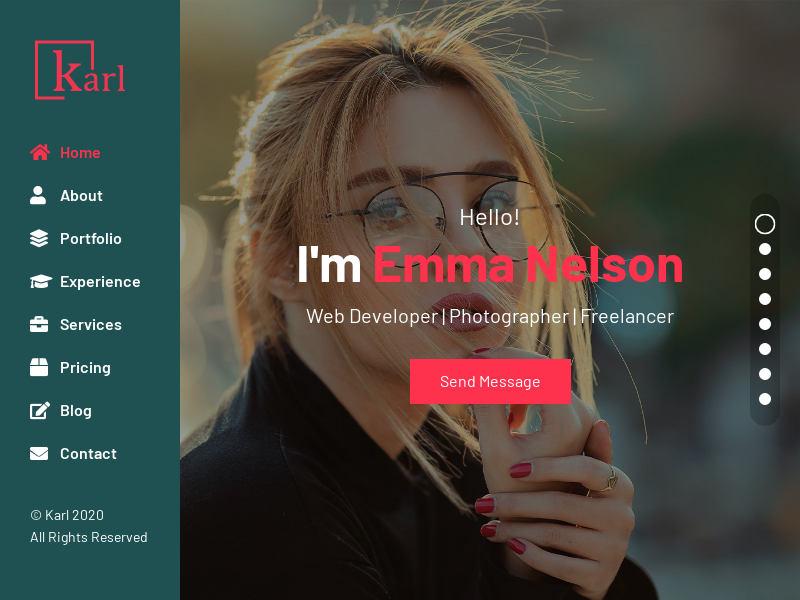 karl
Home
About
Portfolio
Experience
Services
Pricing
Blog
Contact
© Karl 2020
All Rights Reserved
Hello!
I'm Emma Nelson
Web Developer | Photographer | Freelancer
Send Message